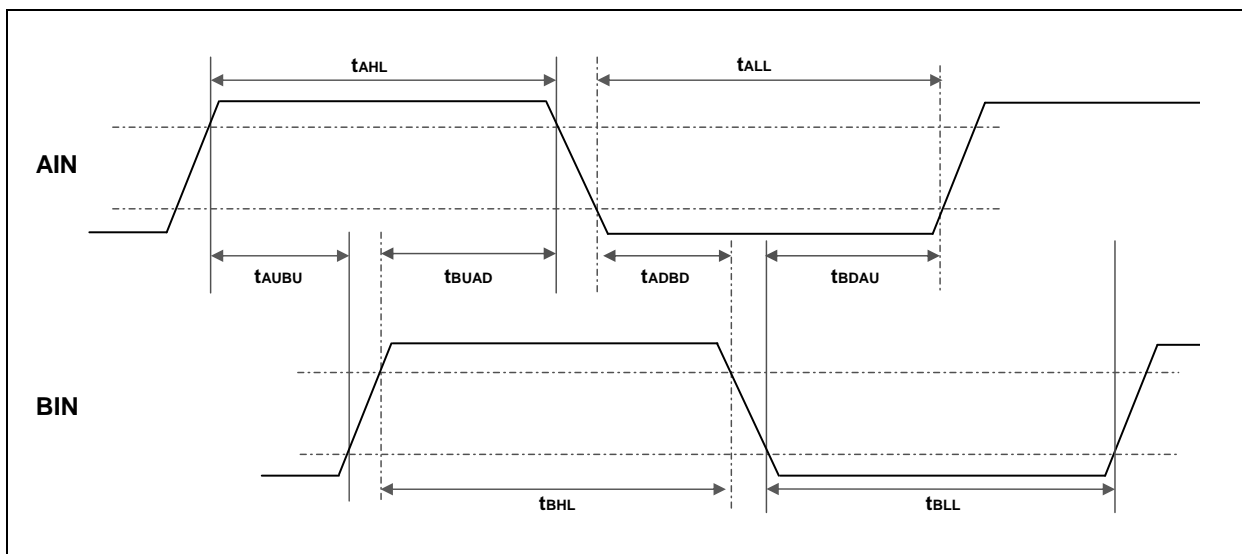 tAHL
tALL
AIN
tAUBU
tBUAD
tADBD
tBDAU
BIN
tBHL
tBLL